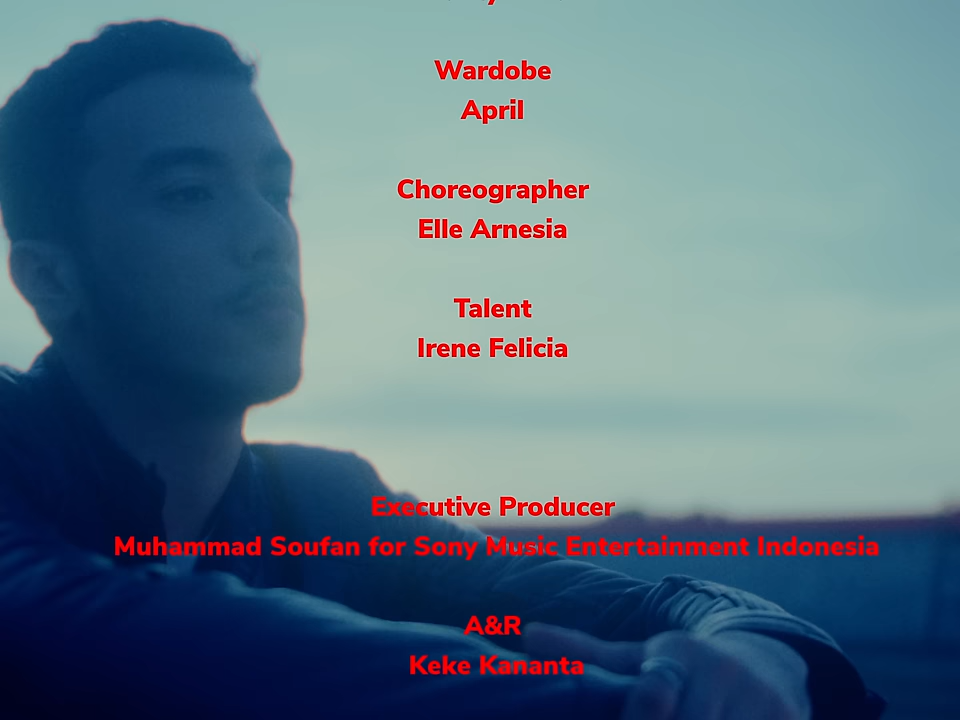 Wardobe
April
Choreographer
Elle Arnesia
Talent
Irene Felicia
Executive Producer
Muhammad Soufan for Sony Music Entertainment Indonesia
A&R
Keke Kananta